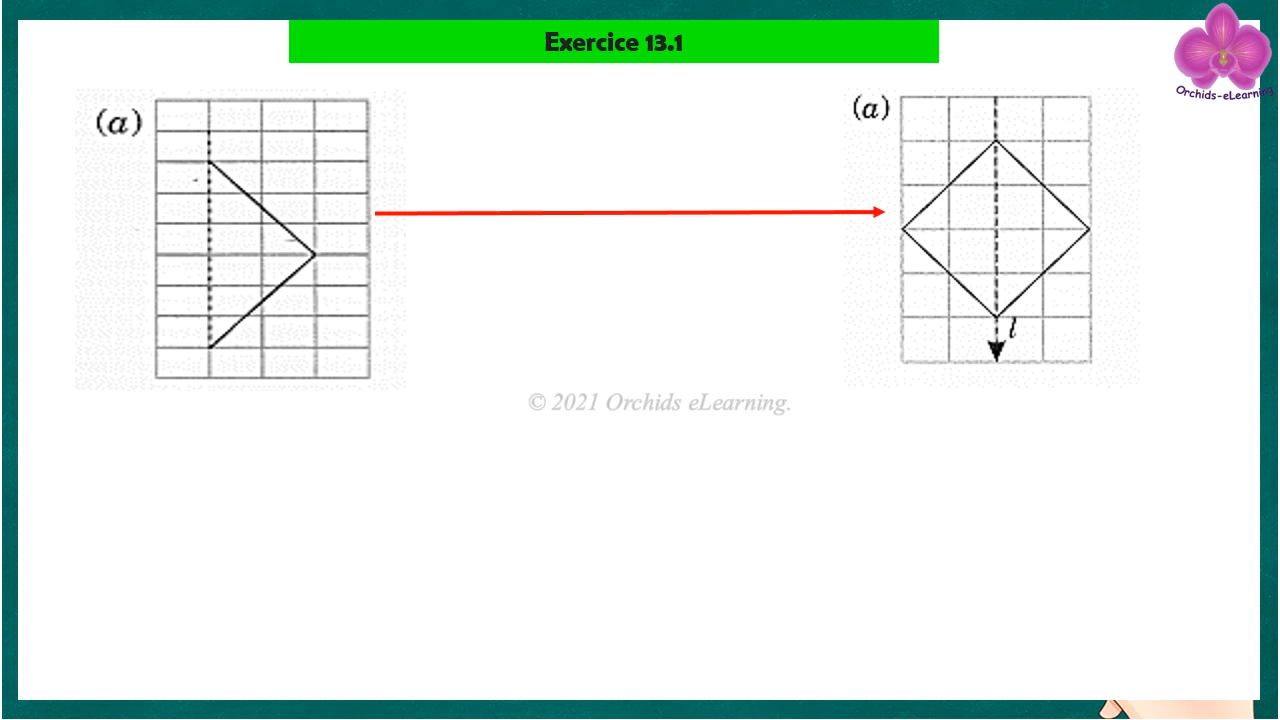 Exercice 13.1
Orchids-eLearning
(a)
(a)
l
© 2021 Orchids eLearning.